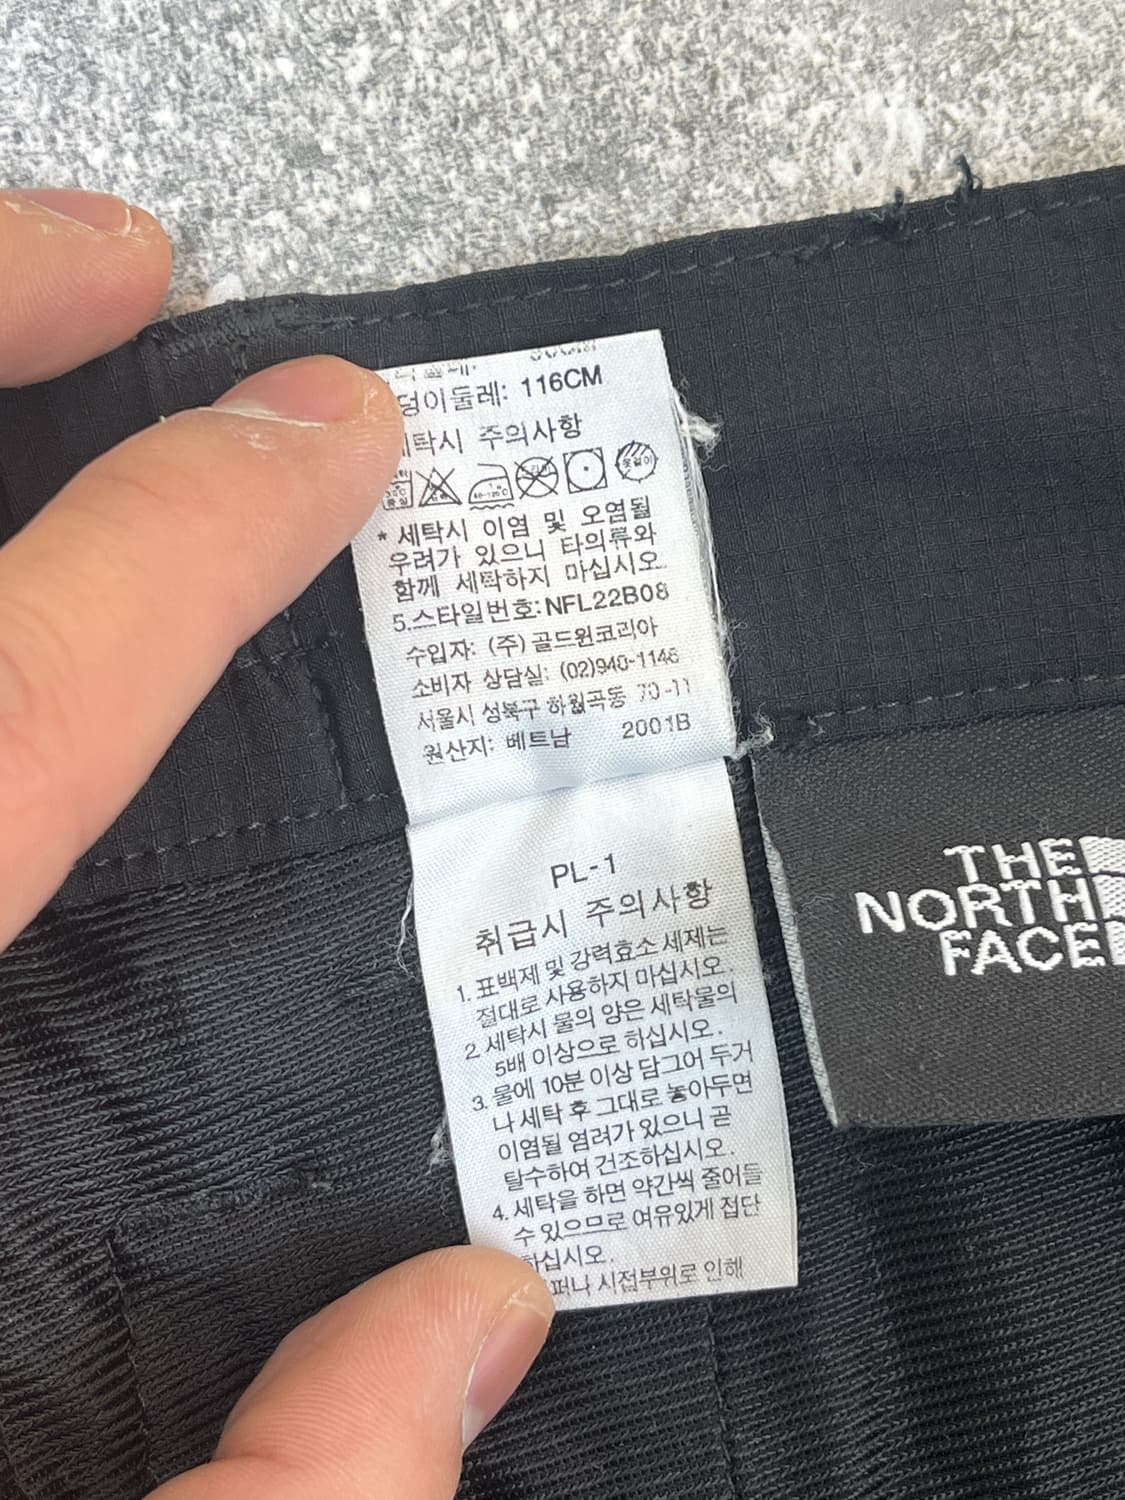 덩이둘레: 116CM
세탁시 주의사항
* 세탁시 이염 및 오염될
우려가 있으니 타의류와
함께 세탁하지 마십시오.
5.스타일번호:NFL22B08
수입자: (주) 골드윈코리아
소비자 상담실: (02)940-1146
서울시 성북구 하월곡동 70-11
원산지: 베트남 2001B
PL-1
취급시 주의사항
1. 표백제 및 강력효소 세제는
절대로 사용하지 마십시오.
2. 세탁시 물의 양은 세탁물의
5배 이상으로 하십시오.
3. 물에 10분 이상 담그어 두거
나 세탁 후 그대로 놓아두면
이염될 염려가 있으니 곧
탈수하여 건조하십시오.
4. 세탁을 하면 약간씩 줄어들
수 있으므로 여유있게 접단
하십시오.
퍼나 시접부위로 인해
THE
NORTH
FACE